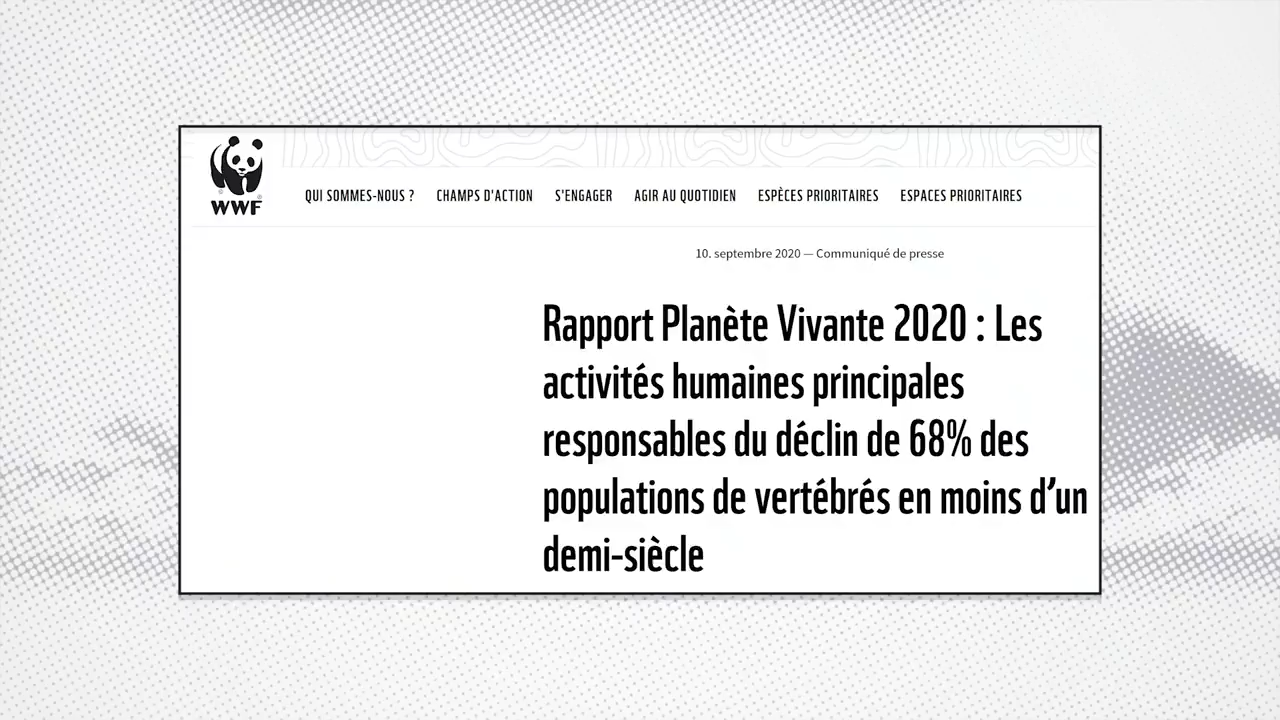 WWF
QUI SOMMES-NOUS ? CHAMPS D'ACTION S'ENGAGER AGIR AU QUOTIDIEN ESPÈCES PRIORITAIRES ESPACES PRIORITAIRES
10. septembre 2020 — Communiqué de presse
Rapport Planète Vivante 2020 : Les
activités humaines principales
responsables du déclin de 68% des
populations de vertébrés en moins d’un
demi-siècle